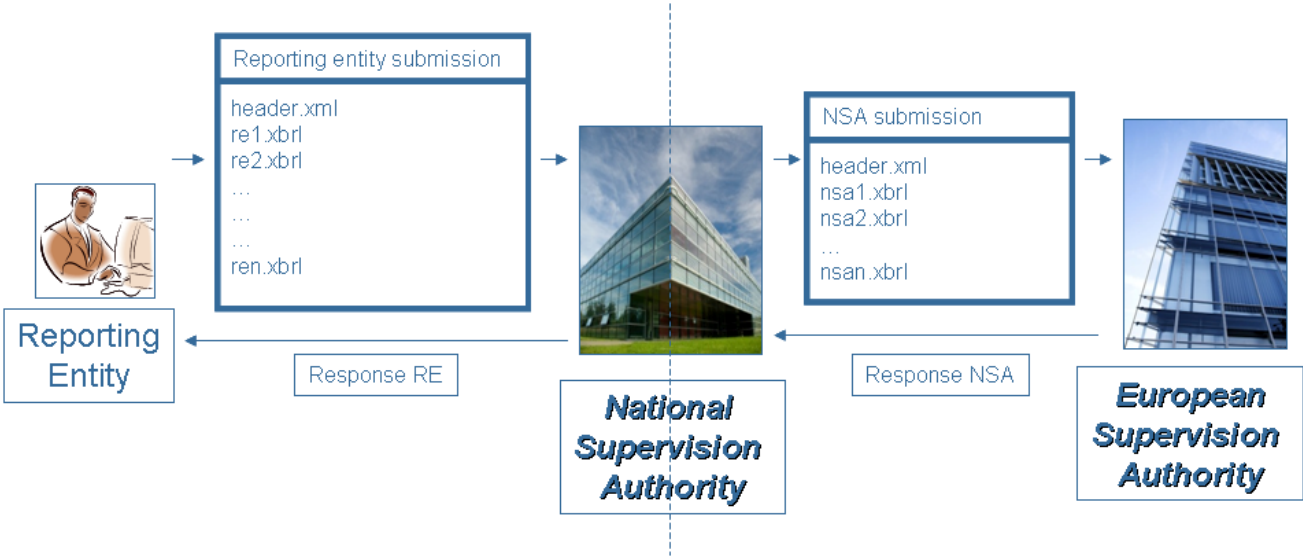 Reporting entity submission
header.xml
re1.xbrl
re2.xbrl
...
...
...
ren.xbrl
NSA submission
header.xml
nsa1.xbrl
nsa2.xbrl
...
nsan.xbrl
Reporting
Entity
Response RE
Response NSA
National
Supervision
Authority
European
Supervision
Authority